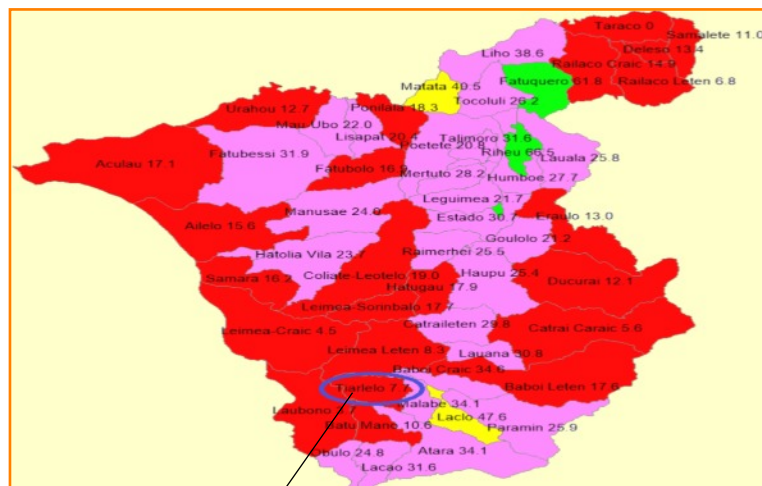 Taraco 0
Samalete 11.0
Liho 38.6
Deleso 13.4
Railaco Craic 14.9
Matata 40.5
Fatuquero 61.8
Railaco Leten 6.8
Tocoluli 26.2
Urahou 12.7
Ponilala 48.3
Mau-Ubo 22.0
Lisapat 20.4
Talimoro 31.6
Poetete 20.8
Riheu 66.5
Fatubessi 31.9
Lauala 25.8
Aculau 17.1
Fatubolo 16.9
Mertuto 28.2
Humboe 27.7
Leguimea 21.7
Manusae 24.0
Estado 30.7
Eraulo 13.0
Ailelo 15.6
Goulolo 21.2
Hatolia Vila 23.7
Raimerhei 25.5
Samara 16.2
Coliate-Leotelo 19.0
Haupu 25.4
Ducurai 12.1
Hatugau 17.9
Leimea-Sorinbalo 17.7
Catraileten 29.8
Leimea-Craic 4.5
Catrai Caraic 5.6
Leimea Leten 8.3
Lauana 30.8
Baboi Craic 34.6
Tiarlelo 7.7
Baboi Leten 17.6
Malabe 34.1
Laubono 3.7
Laclo 47.6
Batu Mano 10.6
Paramin 25.9
Obulo 24.8
Atara 34.1
Lacao 31.6